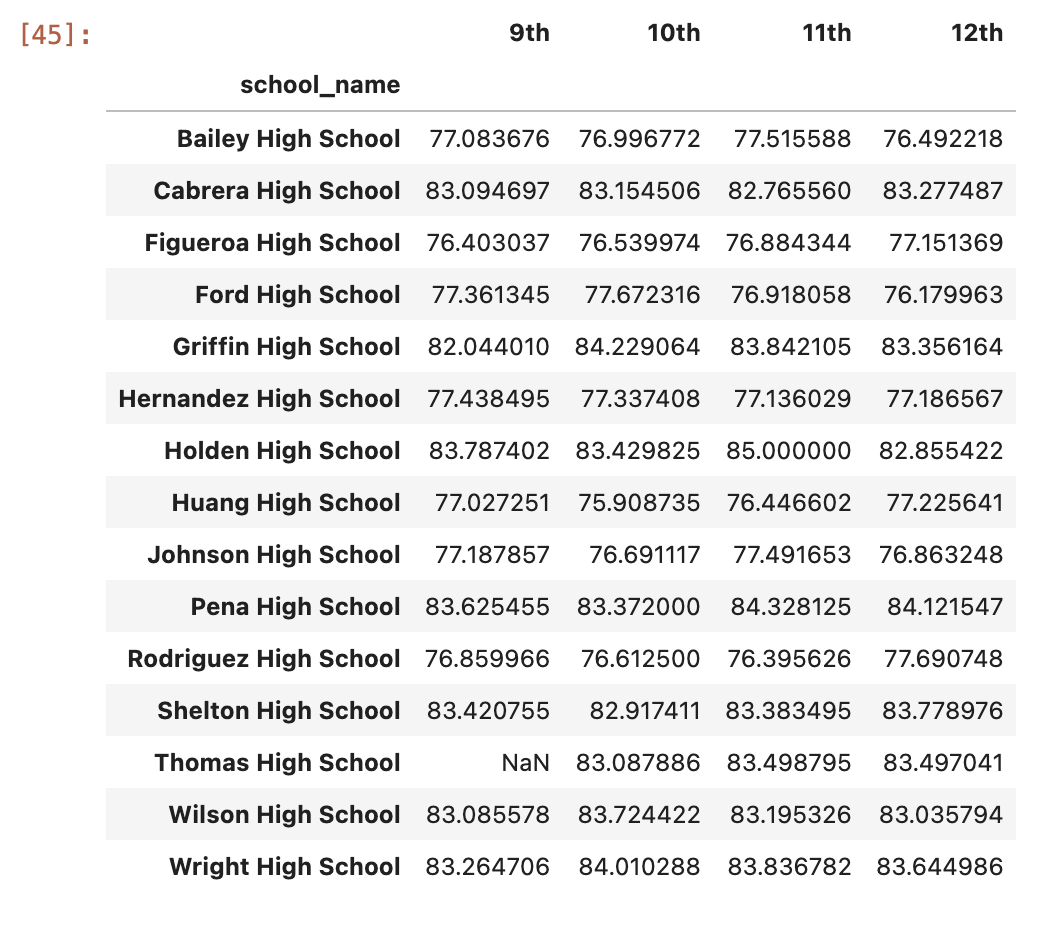 [45]: 9th 10th 11th 12th
school_name
Bailey High School 77.083676 76.996772 77.515588 76.492218
Cabrera High School 83.094697 83.154506 82.765560 83.277487
Figueroa High School 76.403037 76.539974 76.884344 77.151369
Ford High School 77.361345 77.672316 76.918058 76.179963
Griffin High School 82.044010 84.229064 83.842105 83.356164
Hernandez High School 77.438495 77.337408 77.136029 77.186567
Holden High School 83.787402 83.429825 85.000000 82.855422
Huang High School 77.027251 75.908735 76.446602 77.225641
Johnson High School 77.187857 76.691117 77.491653 76.863248
Pena High School 83.625455 83.372000 84.328125 84.121547
Rodriguez High School 76.859966 76.612500 76.395626 77.690748
Shelton High School 83.420755 82.917411 83.383495 83.778976
Thomas High School NaN 83.087886 83.498795 83.497041
Wilson High School 83.085578 83.724422 83.195326 83.035794
Wright High School 83.264706 84.010288 83.836782 83.644986